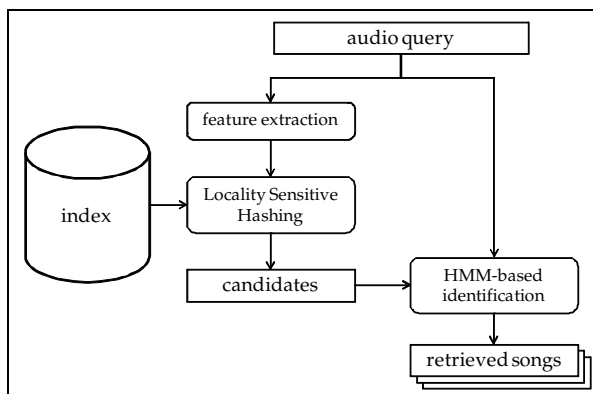 audio query
feature extraction
index
Locality Sensitive
Hashing
candidates
HMM-based
identification
retrieved songs